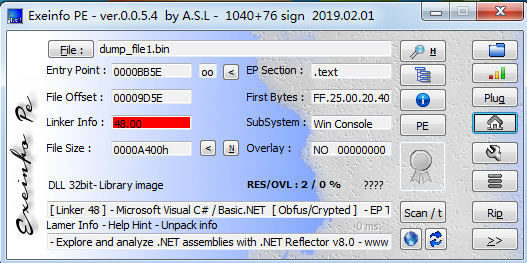 Exeinfo PE - ver.0.0.5.4 by A.S.L - 1040+76 sign 2019.02.01
File : dump_file1.bin
Entry Point : 0000BB5E oo < EP Section : .text
File Offset : 00009D5E First Bytes : FF.25.00.20.40
Linker Info : 48.00 SubSystem : Win Console
File Size : 0000A400h < N Overlay : NO 00000000
DLL 32bit- Library image RES/OVL : 2 / 0 % ????
[ Linker 48 ] - Microsoft Visual C# / Basic.NET [ Obfus/Crypted ] - EP T
Lamer Info - Help Hint - Unpack info -0 ms.
- Explore and analyze .NET assemblies with .NET Reflector v8.0 - www
Exeinfo Pe
H
PE
Scan / t
Plug
Rip
>>